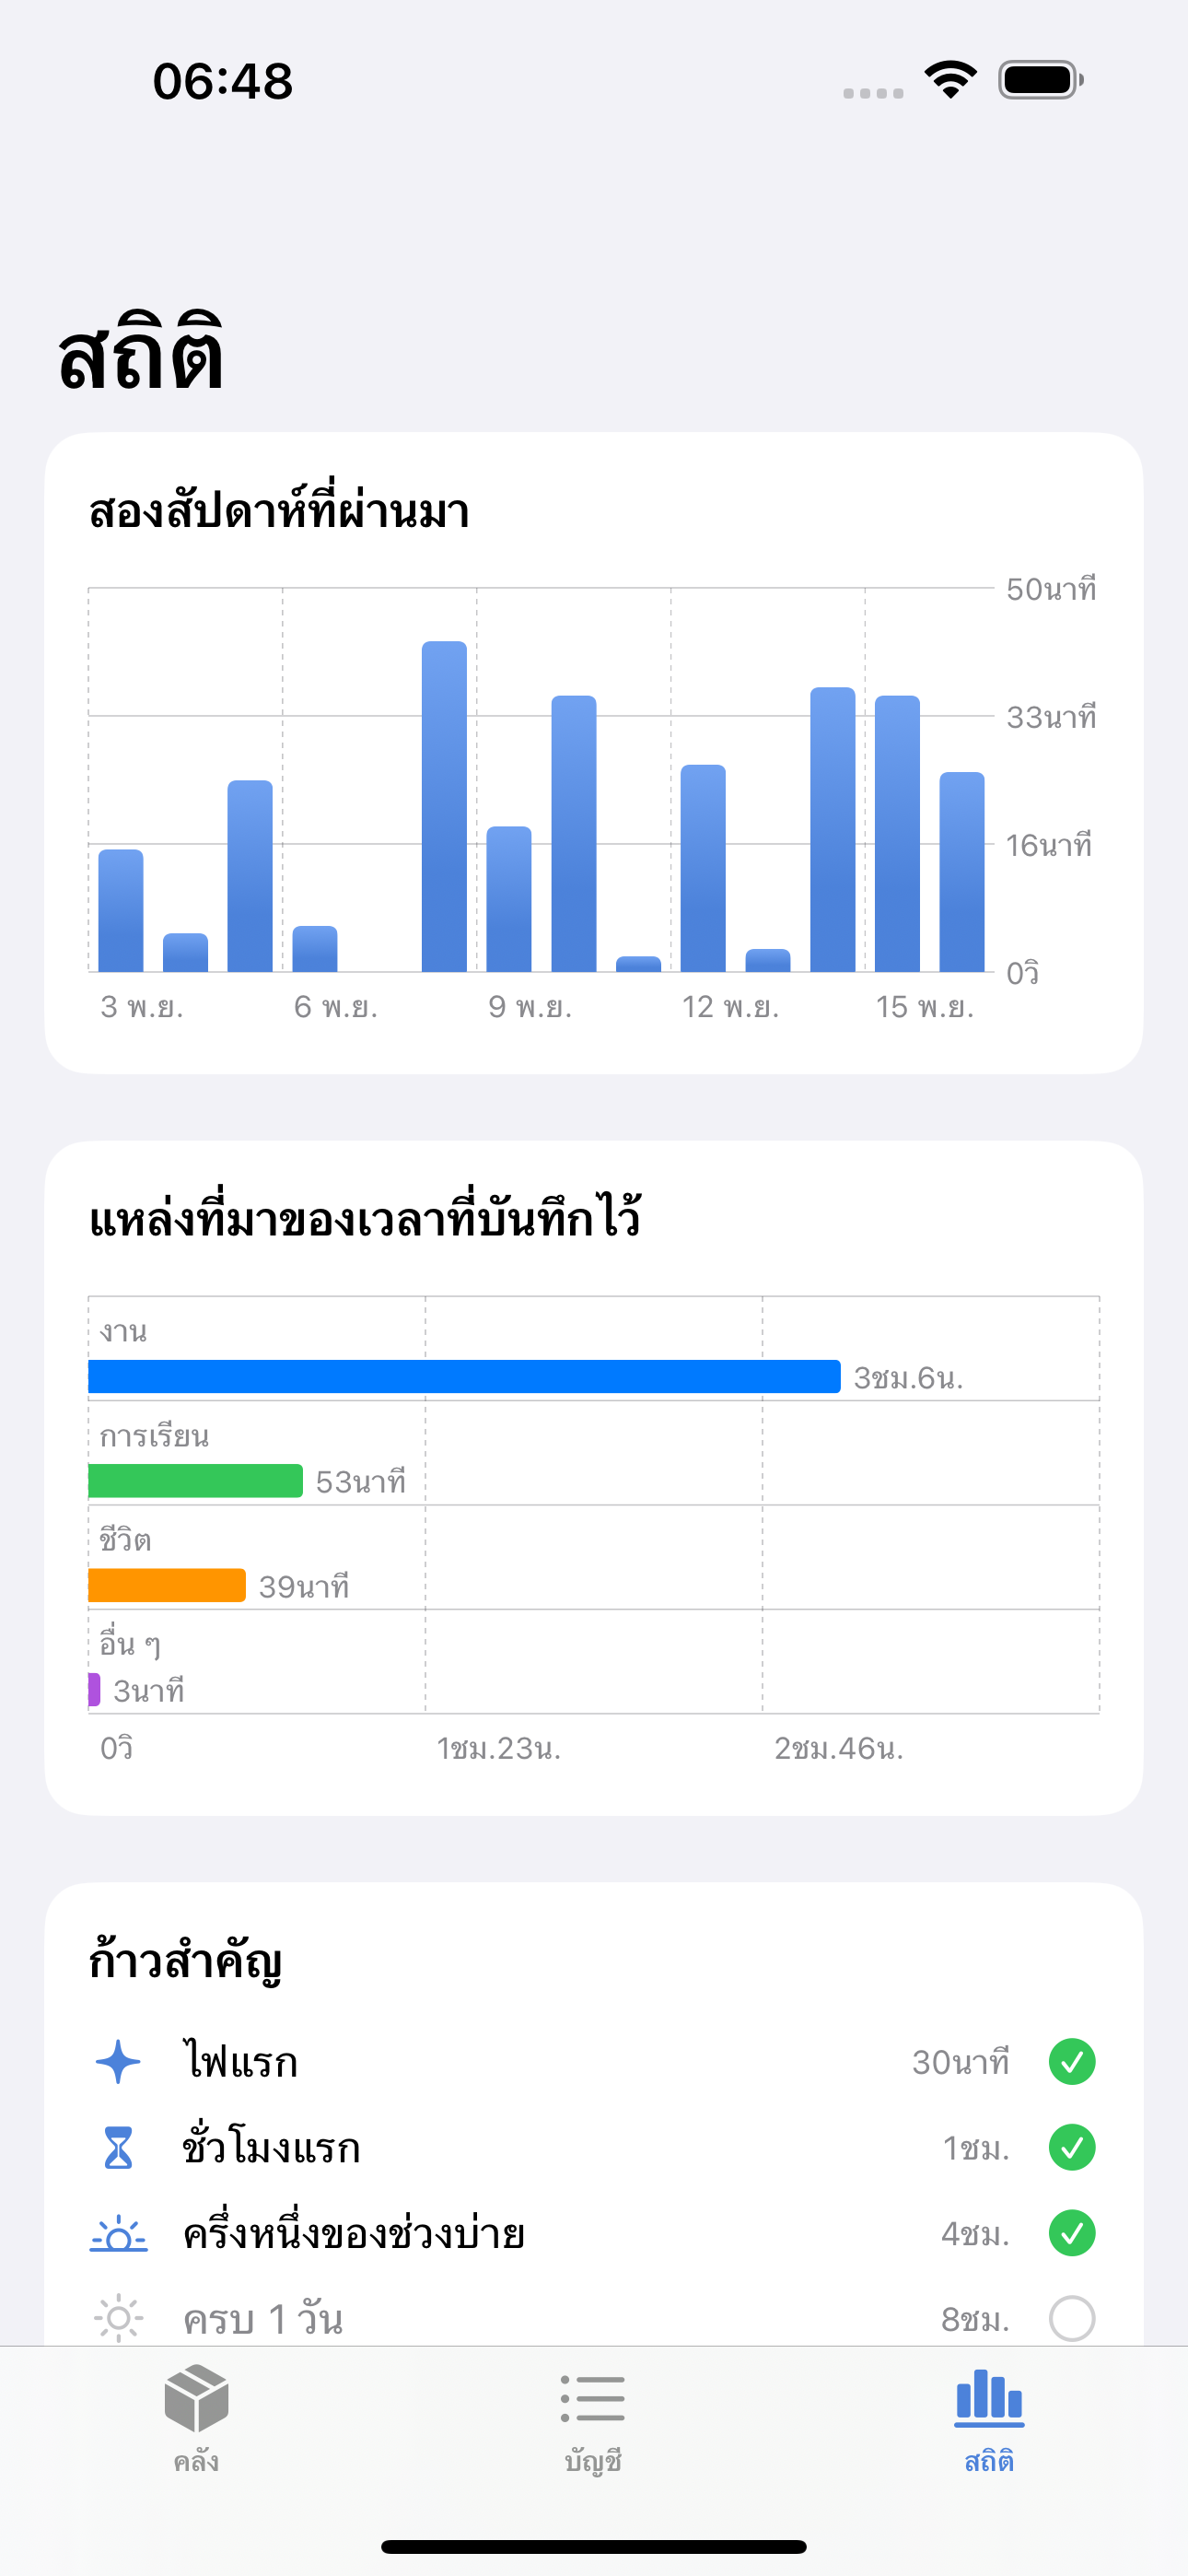 06:48
สถิติ
สองสัปดาห์ที่ผ่านมา
50นาที
33นาที
16นาที
0วิ
3 พ.ย. 6 พ.ย. 9 พ.ย. 12 พ.ย. 15 พ.ย.
แหล่งที่มาของเวลาที่บันทึกไว้
งาน
3ชม.6น.
การเรียน
53นาที
ชีวิต
39นาที
อื่น ๆ
3นาที
0วิ 1ชม.23น. 2ชม.46น.
ก้าวสำคัญ
ไฟแรก 30นาที
ชั่วโมงแรก 1ชม.
ครึ่งหนึ่งของช่วงบ่าย 4ชม.
ครบ 1 วัน 8ชม.
คลัง บัญชี สถิติ